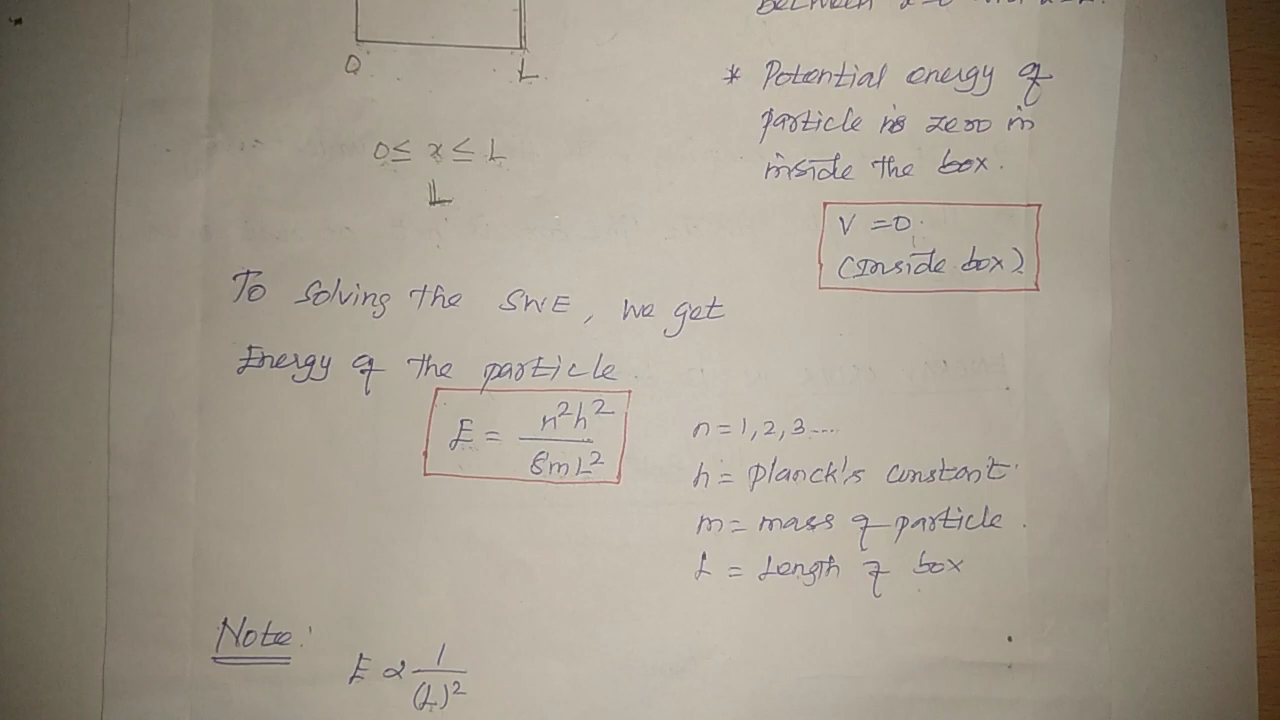 0 L
0 ≤ x ≤ L
L
* Potential energy of
particle is zero in
inside the box.
V = 0
(Inside box)
To solving the SWE, we get
Energy of the particle
E = n²h² / 8mL²
n = 1, 2, 3 ....
h = Planck's constant
m = mass of particle.
L = Length of box
Note:
E ∝ 1 / (L)²